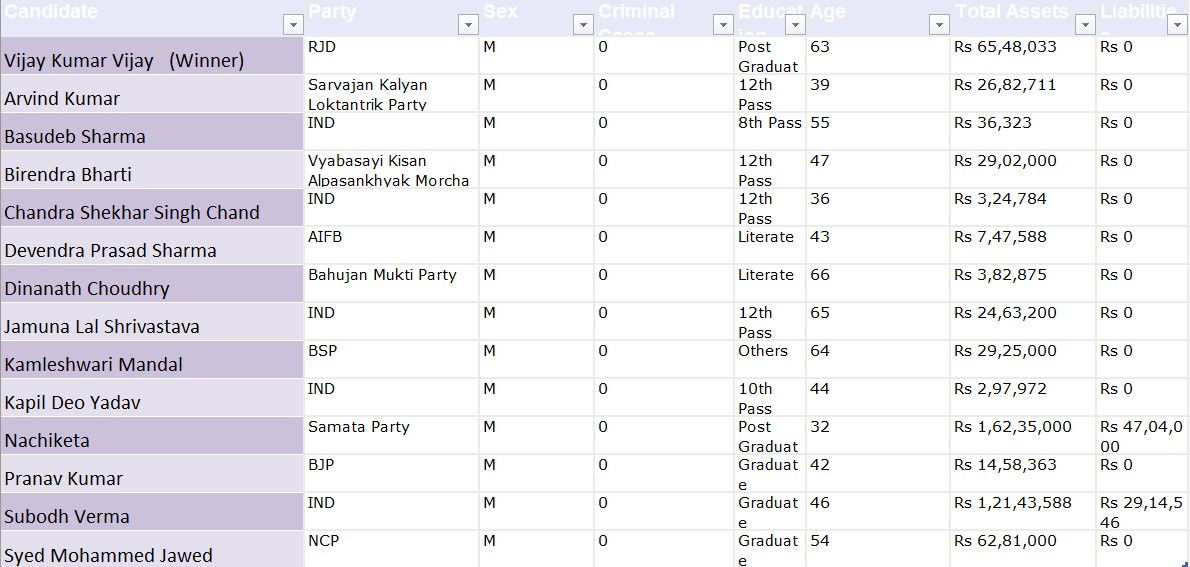 Candidate Party Sex Criminal Educat Age Total Assets Liabilitie
Vijay Kumar Vijay (Winner) RJD M 0 Post 63 Rs 65,48,033 Rs 0
Graduat
Arvind Kumar Sarvajan Kalyan M 0 12th 39 Rs 26,82,711 Rs 0
Loktantrik Party Pass
Basudeb Sharma IND M 0 8th Pass 55 Rs 36,323 Rs 0
Birendra Bharti Vyabasayi Kisan M 0 12th 47 Rs 29,02,000 Rs 0
Alpasankhyak Morcha Pass
Chandra Shekhar Singh Chand IND M 0 12th 36 Rs 3,24,784 Rs 0
Pass
Devendra Prasad Sharma AIFB M 0 Literate 43 Rs 7,47,588 Rs 0
Dinanath Choudhry Bahujan Mukti Party M 0 Literate 66 Rs 3,82,875 Rs 0
Jamuna Lal Shrivastava IND M 0 12th 65 Rs 24,63,200 Rs 0
Pass
Kamleshwari Mandal BSP M 0 Others 64 Rs 29,25,000 Rs 0
Kapil Deo Yadav IND M 0 10th 44 Rs 2,97,972 Rs 0
Pass
Nachiketa Samata Party M 0 Post 32 Rs 1,62,35,000 Rs 47,04,0
Graduat 00
Pranav Kumar BJP M 0 Graduat 42 Rs 14,58,363 Rs 0
e
Subodh Verma IND M 0 Graduat 46 Rs 1,21,43,588 Rs 29,14,5
e 46
Syed Mohammed Jawed NCP M 0 Graduat 54 Rs 62,81,000 Rs 0
e